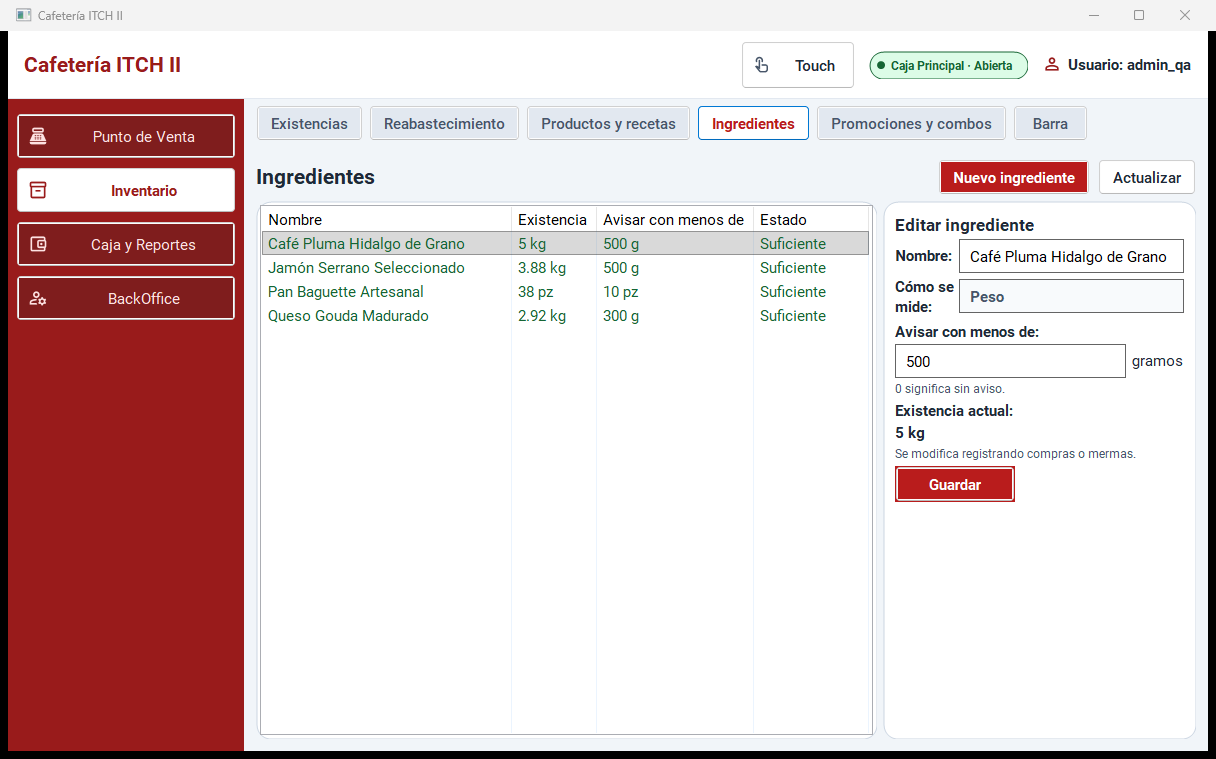 Cafetería ITCH II
Cafetería ITCH II
Touch
Caja Principal · Abierta
Usuario: admin_qa
Punto de Venta
Inventario
Caja y Reportes
BackOffice
Existencias
Reabastecimiento
Productos y recetas
Ingredientes
Promociones y combos
Barra
Ingredientes
Nuevo ingrediente
Actualizar
Nombre Existencia Avisar con menos de Estado
Café Pluma Hidalgo de Grano 5 kg 500 g Suficiente
Jamón Serrano Seleccionado 3.88 kg 500 g Suficiente
Pan Baguette Artesanal 38 pz 10 pz Suficiente
Queso Gouda Madurado 2.92 kg 300 g Suficiente
Editar ingrediente
Nombre: Café Pluma Hidalgo de Grano
Cómo se
mide:
Peso
Avisar con menos de:
500 gramos
0 significa sin aviso.
Existencia actual:
5 kg
Se modifica registrando compras o mermas.
Guardar